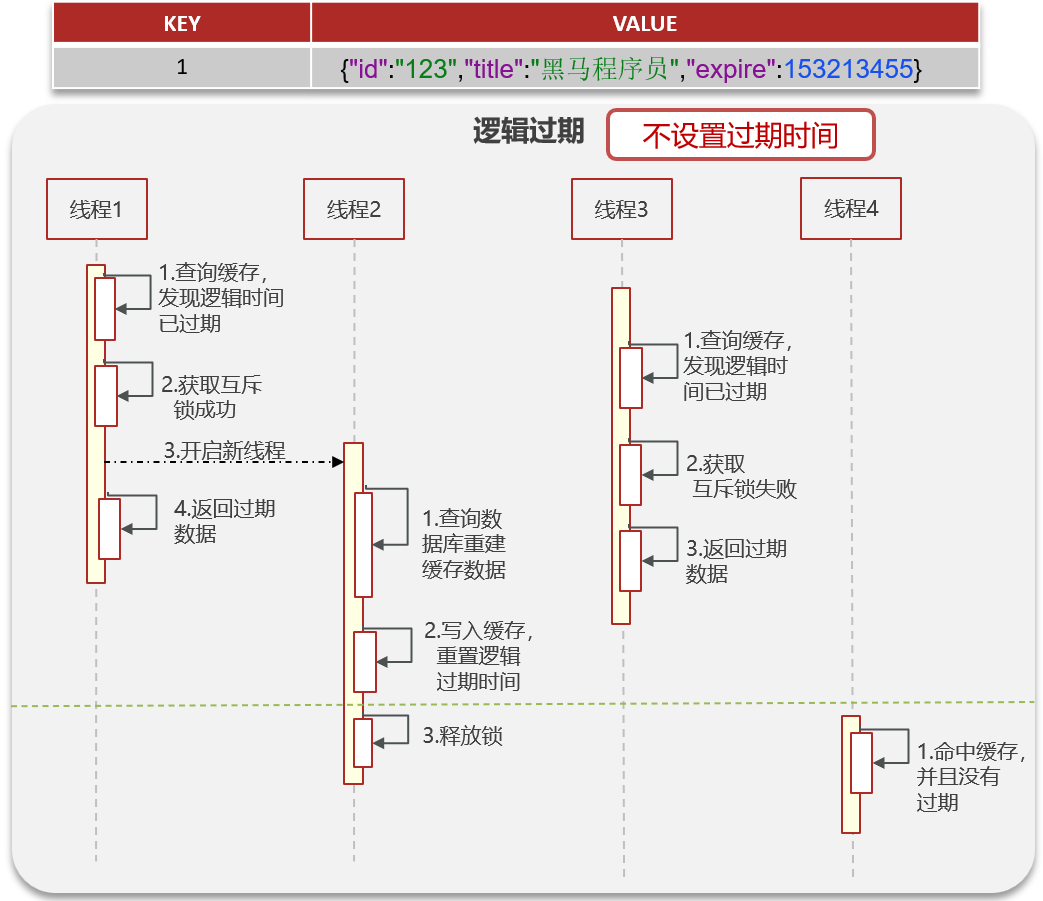 KEY VALUE
1 {"id":"123","title":"黑马程序员","expire":153213455}
逻辑过期 不设置过期时间
线程1
线程2
线程3
线程4
1.查询缓存，
发现逻辑时间
已过期
2.获取互斥
锁成功
3.开启新线程
4.返回过期
数据
1.查询数
据库重建
缓存数据
2.写入缓存，
重置逻辑
过期时间
3.释放锁
1.查询缓存，
发现逻辑时
间已过期
2.获取
互斥锁失败
3.返回过期
数据
1.命中缓存，
并且没有
过期